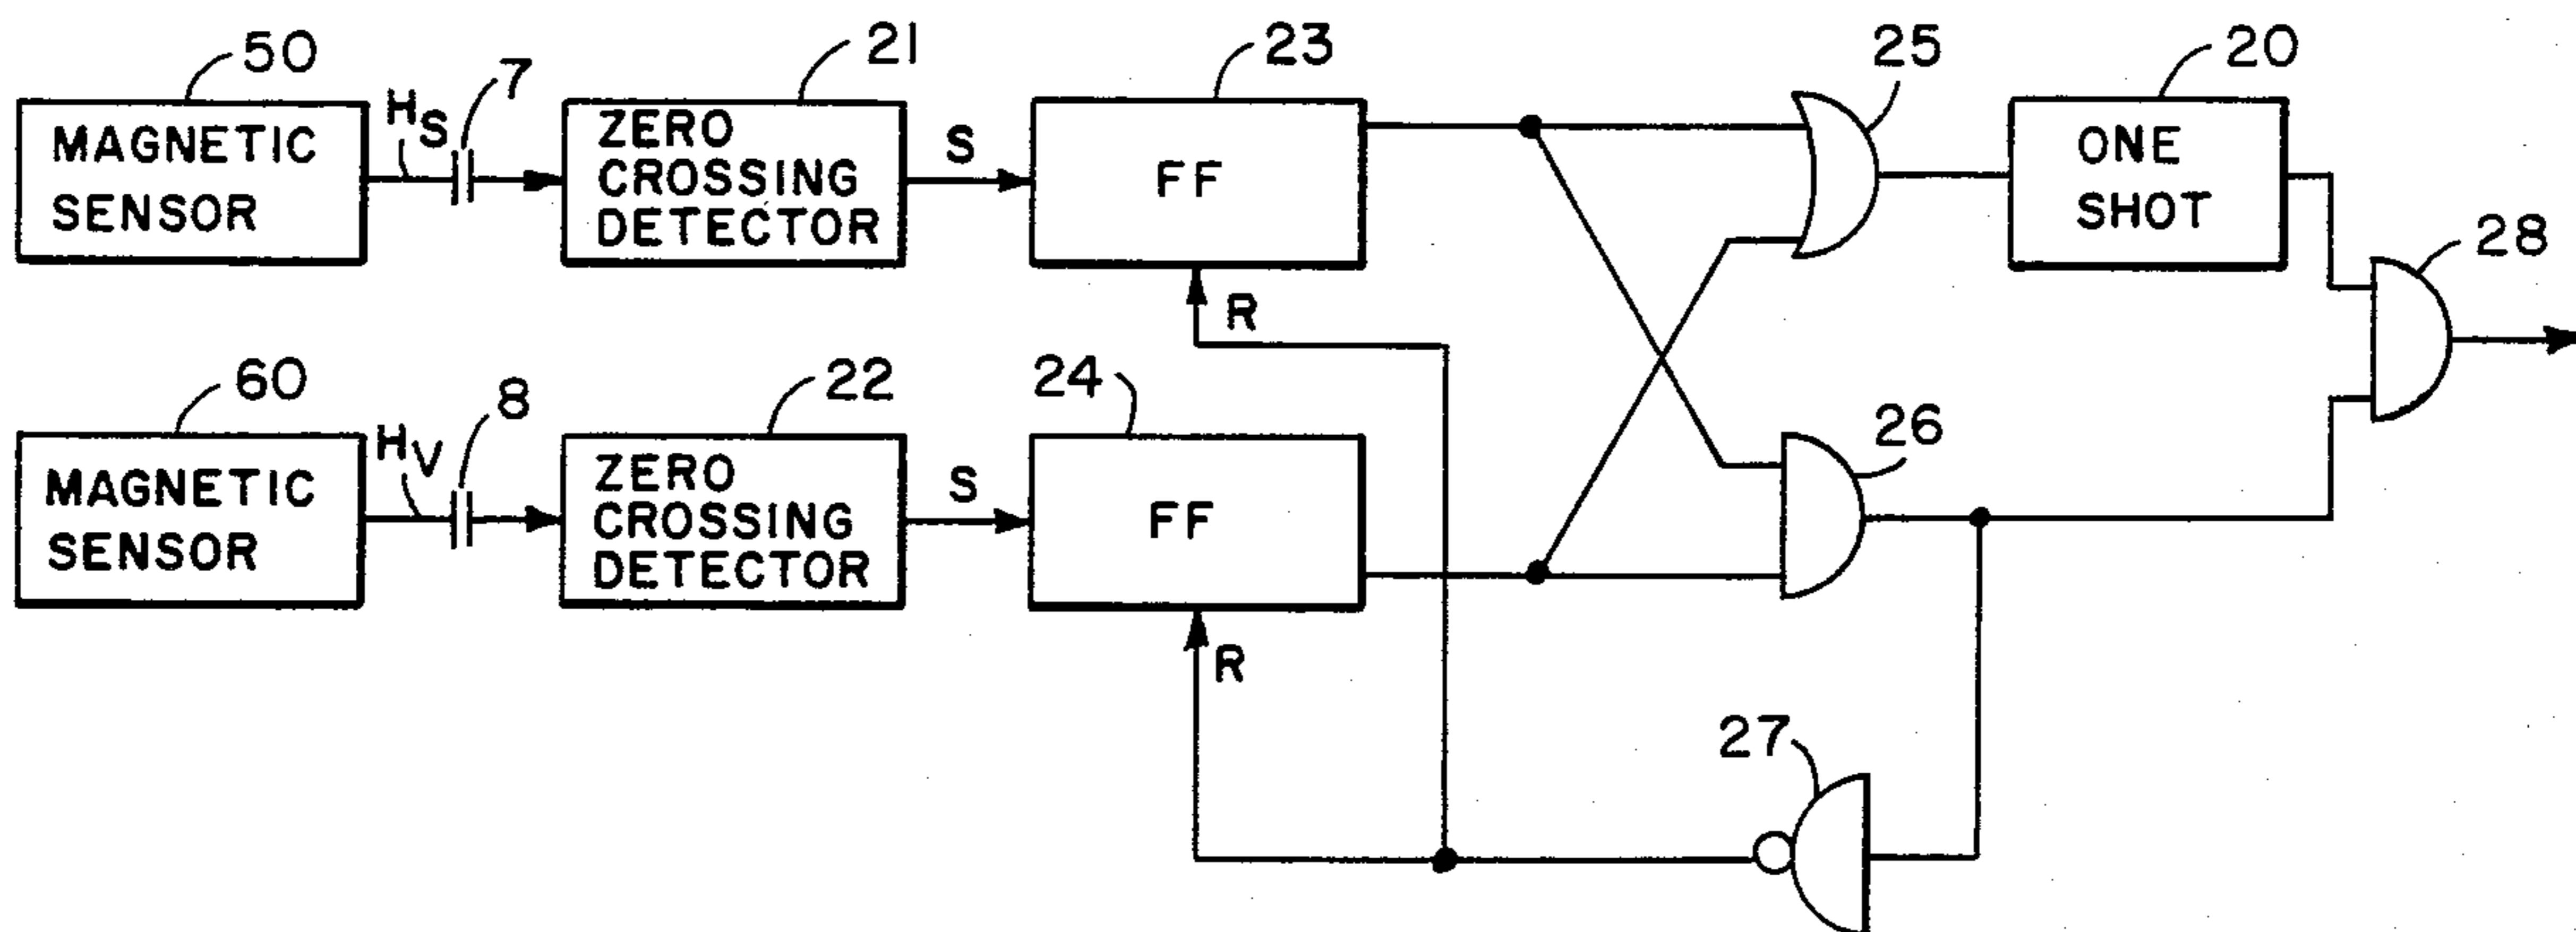 50
7
21
23
25
20
MAGNETIC
SENSOR
HS
ZERO
CROSSING
DETECTOR
S
FF
R
ONE
SHOT
28
60
8
22
24
26
MAGNETIC
SENSOR
HV
ZERO
CROSSING
DETECTOR
S
FF
R
27